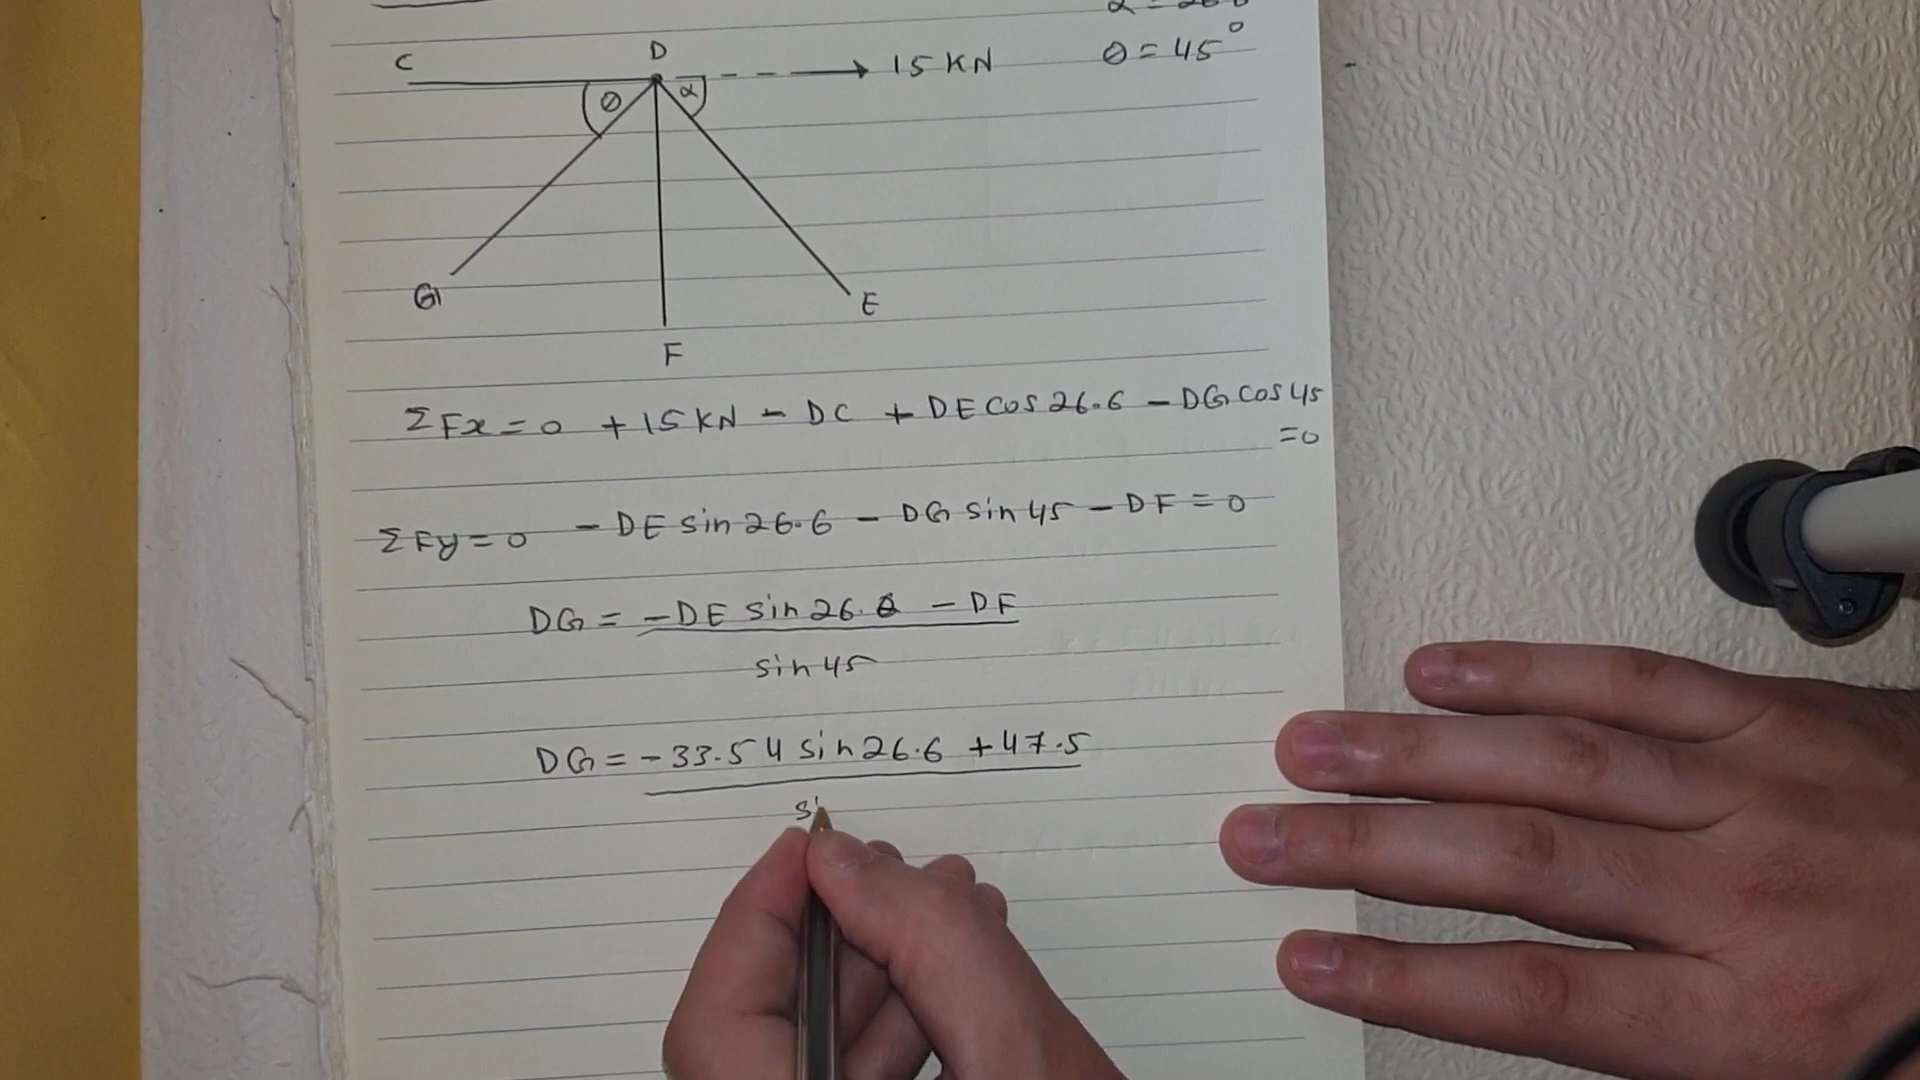 C D 15 KN θ = 45°
θ α
G E
F
ΣFx = 0 + 15 KN - DC + DE cos 26.6 - DG cos 45
= 0
ΣFy = 0 - DE sin 26.6 - DG sin 45 - DF = 0
DG = -DE sin 26.6 - DF
sin 45
DG = -33.54 sin 26.6 + 47.5
si